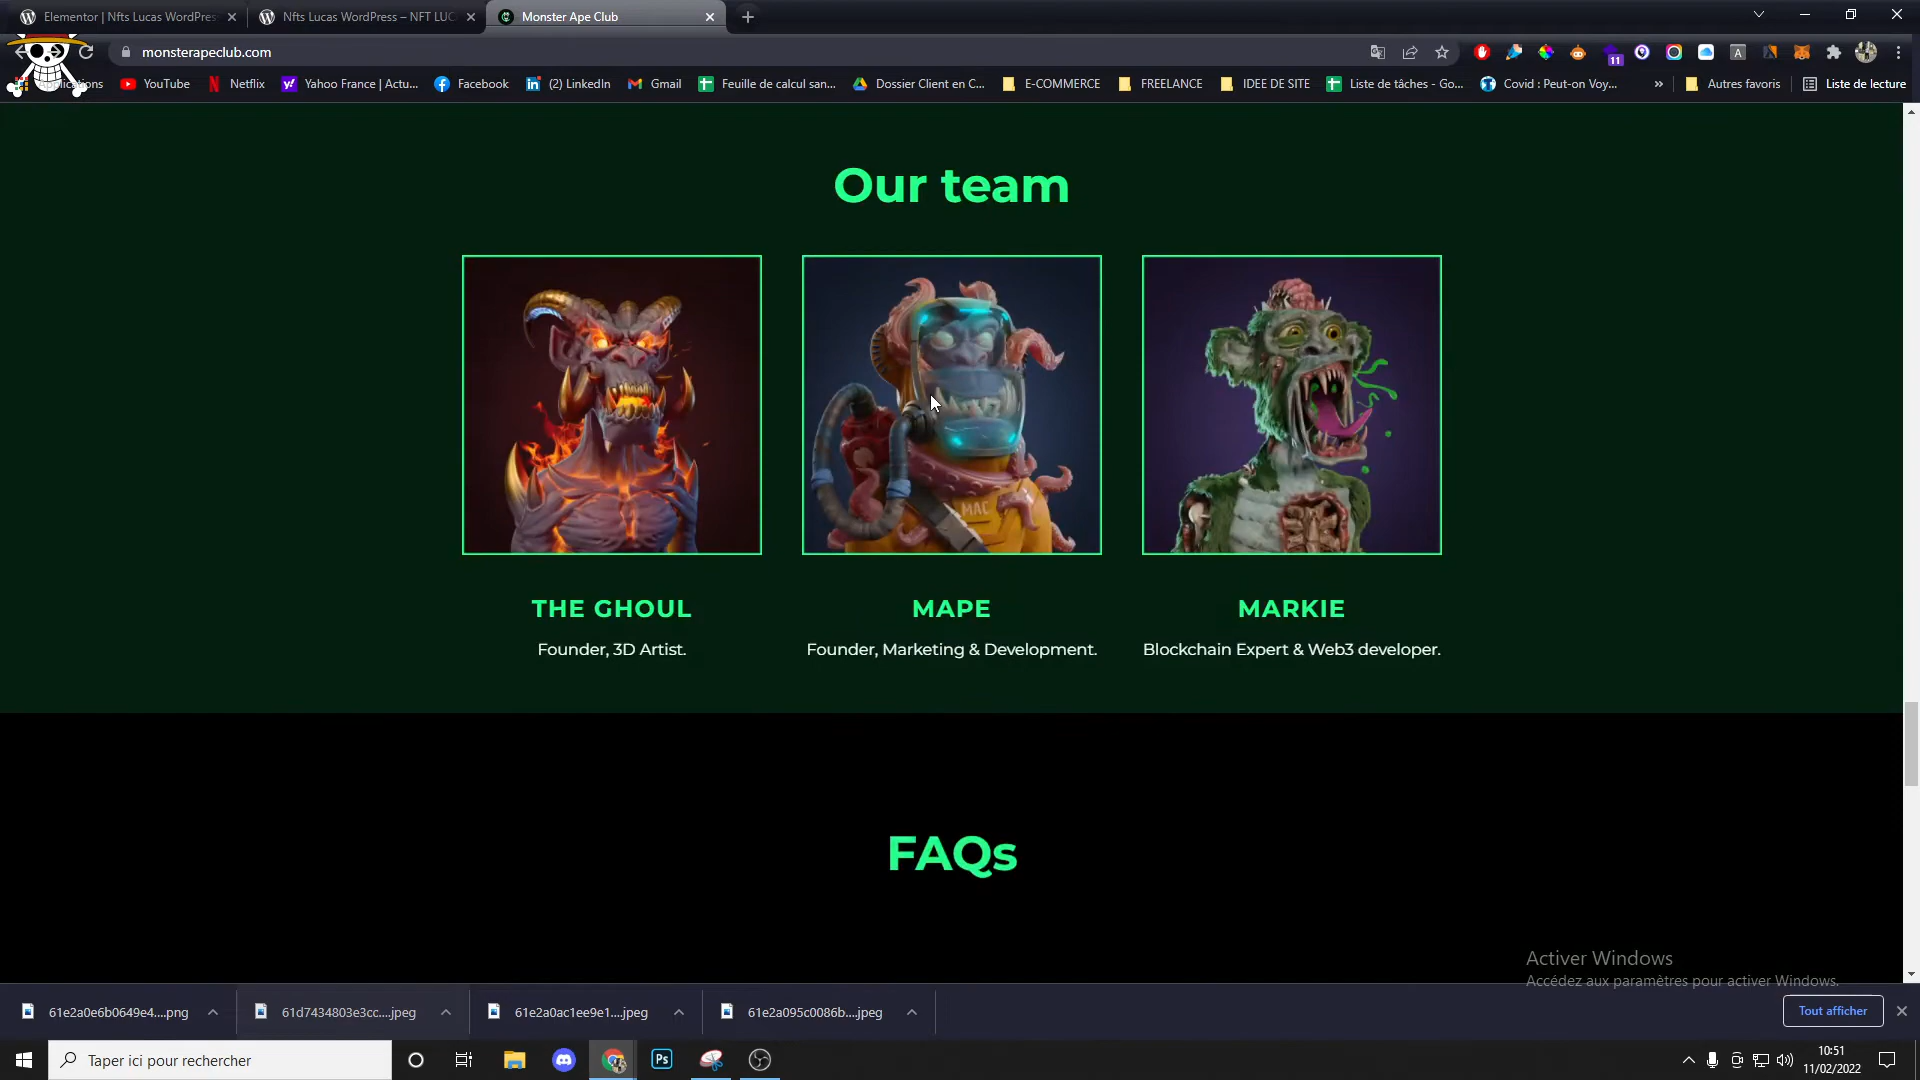 Elementor | Nfts Lucas WordPres
Nfts Lucas WordPress – NFT LUC
Monster Ape Club
monsterapeclub.com
11
Applications
YouTube
Netflix
Yahoo France | Actu...
Facebook
(2) LinkedIn
Gmail
Feuille de calcul san...
Dossier Client en C...
E-COMMERCE
FREELANCE
IDEE DE SITE
Liste de tâches - Go...
Covid : Peut-on Voy...
»
Autres favoris
Liste de lecture
Our team
MAC
THE GHOUL
MAPE
MARKIE
Founder, 3D Artist.
Founder, Marketing & Development.
Blockchain Expert & Web3 developer.
FAQs
Activer Windows
Accédez aux paramètres pour activer Windows.
61e2a0e6b0649e4....png
61d7434803e3cc....jpeg
61e2a0ac1ee9e1....jpeg
61e2a095c0086b....jpeg
Tout afficher
Taper ici pour rechercher
Ps
10:51
11/02/2022